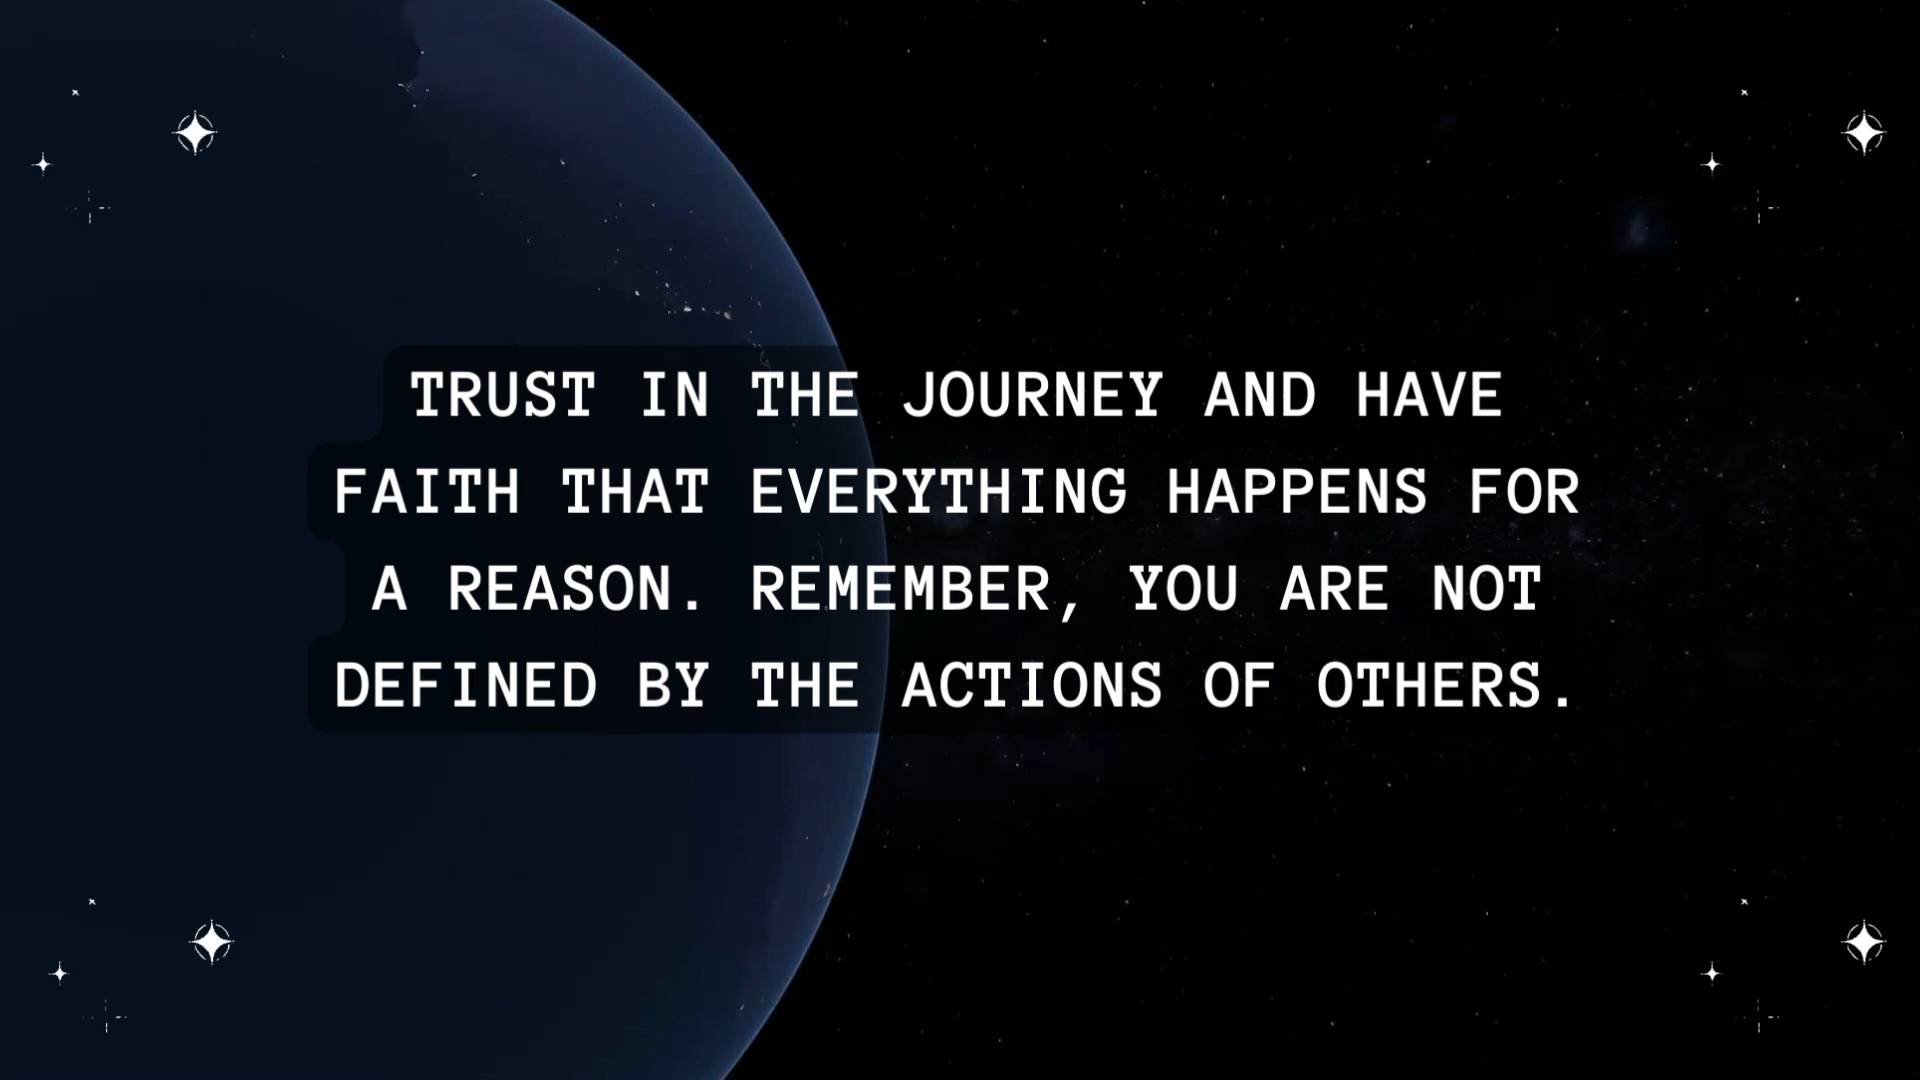 TRUST IN THE JOURNEY AND HAVE
FAITH THAT EVERYTHING HAPPENS FOR
A REASON. REMEMBER, YOU ARE NOT
DEFINED BY THE ACTIONS OF OTHERS.